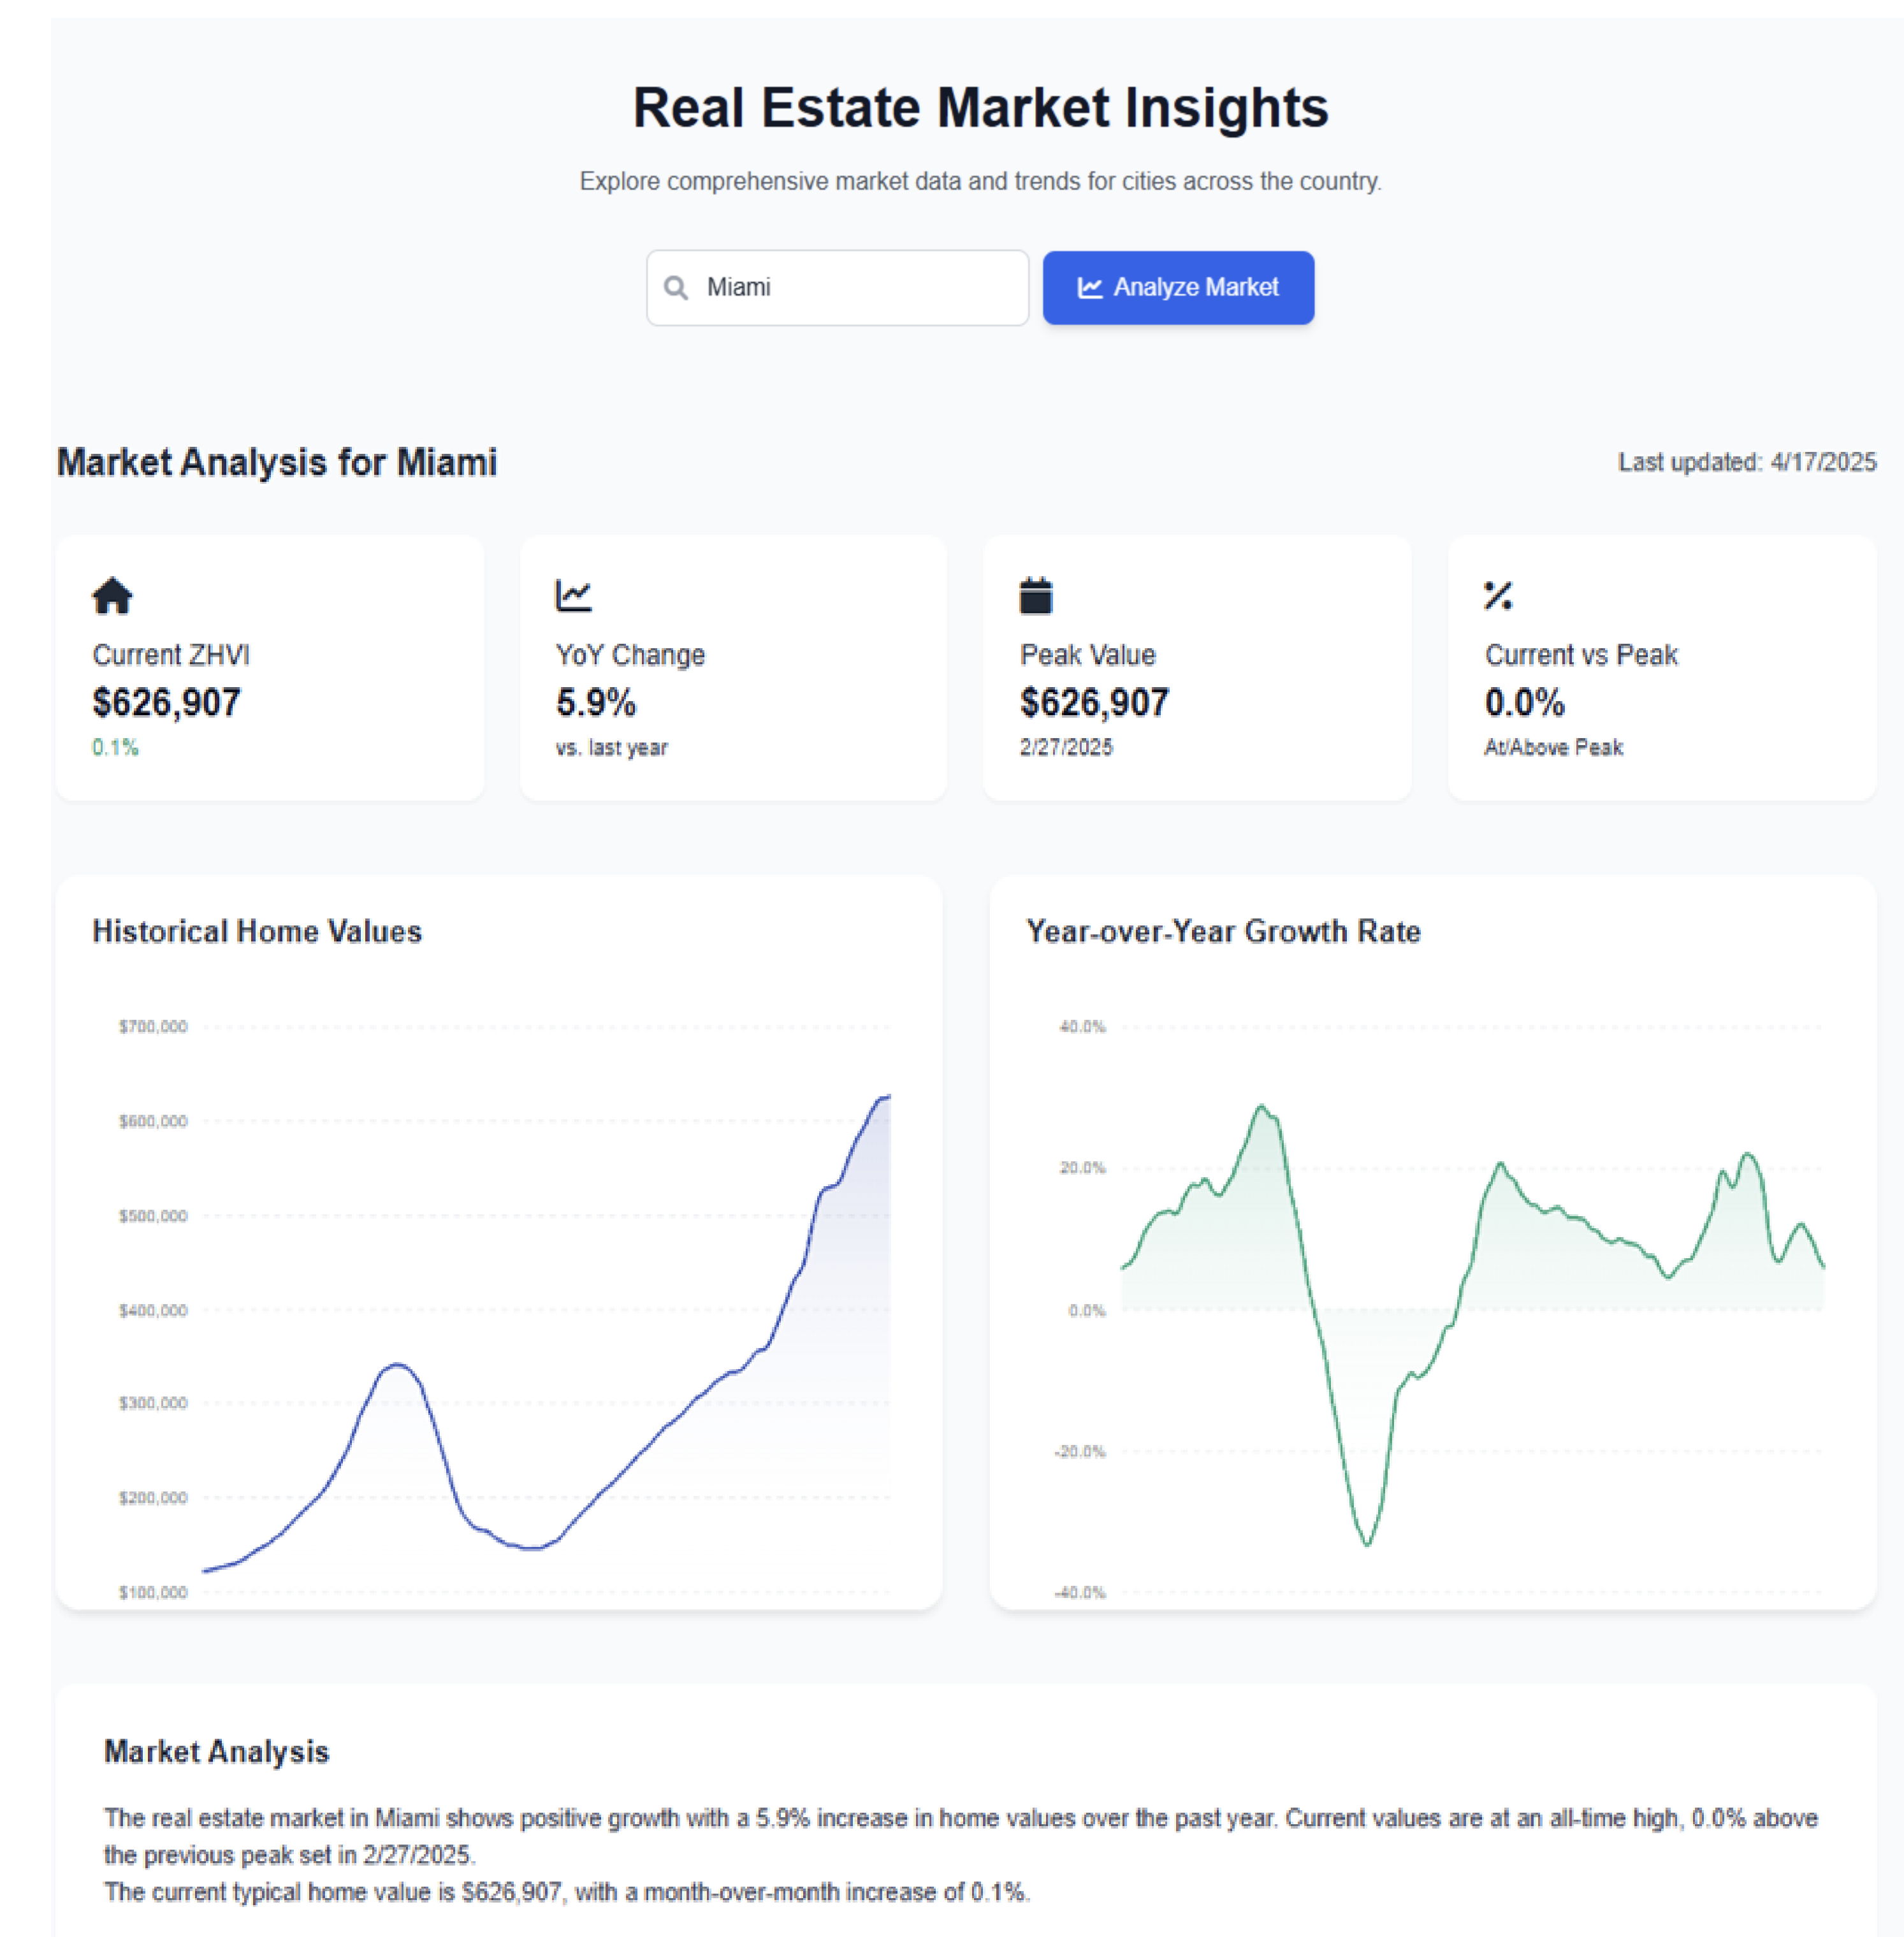 Real Estate Market Insights
Explore comprehensive market data and trends for cities across the country.
Miami
Analyze Market
Market Analysis for Miami
Last updated: 4/17/2025
Current ZHVI
$626,907
0.1%
YoY Change
5.9%
vs. last year
Peak Value
$626,907
2/27/2025
Current vs Peak
0.0%
At/Above Peak
Historical Home Values
$700,000
$600,000
$500,000
$400,000
$300,000
$200,000
$100,000
Year-over-Year Growth Rate
40.0%
20.0%
0.0%
-20.0%
-40.0%
Market Analysis
The real estate market in Miami shows positive growth with a 5.9% increase in home values over the past year. Current values are at an all-time high, 0.0% above
the previous peak set in 2/27/2025.
The current typical home value is $626,907, with a month-over-month increase of 0.1%.